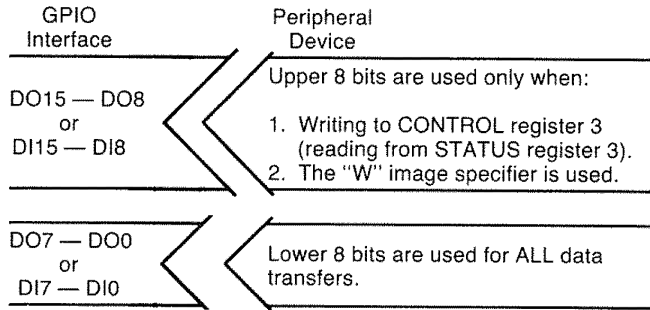 GPIO
Interface
Peripheral
Device
DO15 — DO8
or
DI15 — DI8
Upper 8 bits are used only when:
1. Writing to CONTROL register 3
(reading from STATUS register 3).
2. The "W" image specifier is used.
DO7 — DO0
or
DI7 — DI0
Lower 8 bits are used for ALL data
transfers.